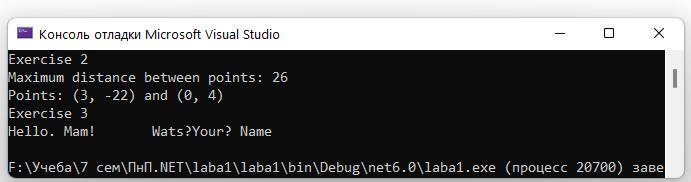 Консоль отладки Microsoft Visual Studio
Exercise 2
Maximum distance between points: 26
Points: (3, -22) and (0, 4)
Exercise 3
Hello. Mam!       Wats?Your? Name
F:\Учеба\7 сем\ПнП.NET\laba1\laba1\bin\Debug\net6.0\laba1.exe (процесс 20700) заве